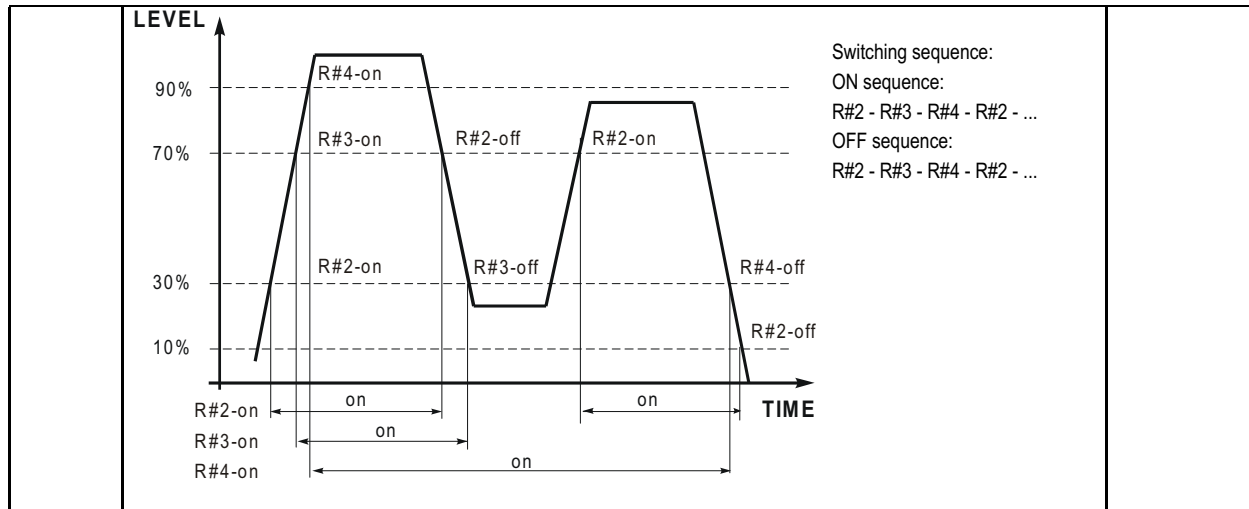 LEVEL
Switching sequence:
ON sequence:
R#2 - R#3 - R#4 - R#2 - ...
OFF sequence:
R#2 - R#3 - R#4 - R#2 - ...
R#4-on
90%
R#3-on
R#2-off
R#2-on
70%
R#2-on
R#3-off
R#4-off
30%
R#2-off
10%
on
on
TIME
R#2-on
on
R#3-on
on
R#4-on